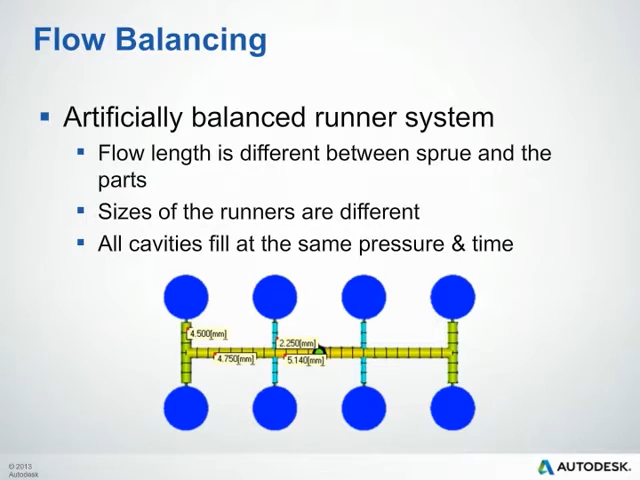 Flow Balancing
▪ Artificially balanced runner system
▪ Flow length is different between sprue and the
parts
▪ Sizes of the runners are different
▪ All cavities fill at the same pressure & time
4.500[mm]
2.250[mm]
4.750[mm]
5.140[mm]
© 2013
Autodesk
AUTODESK.